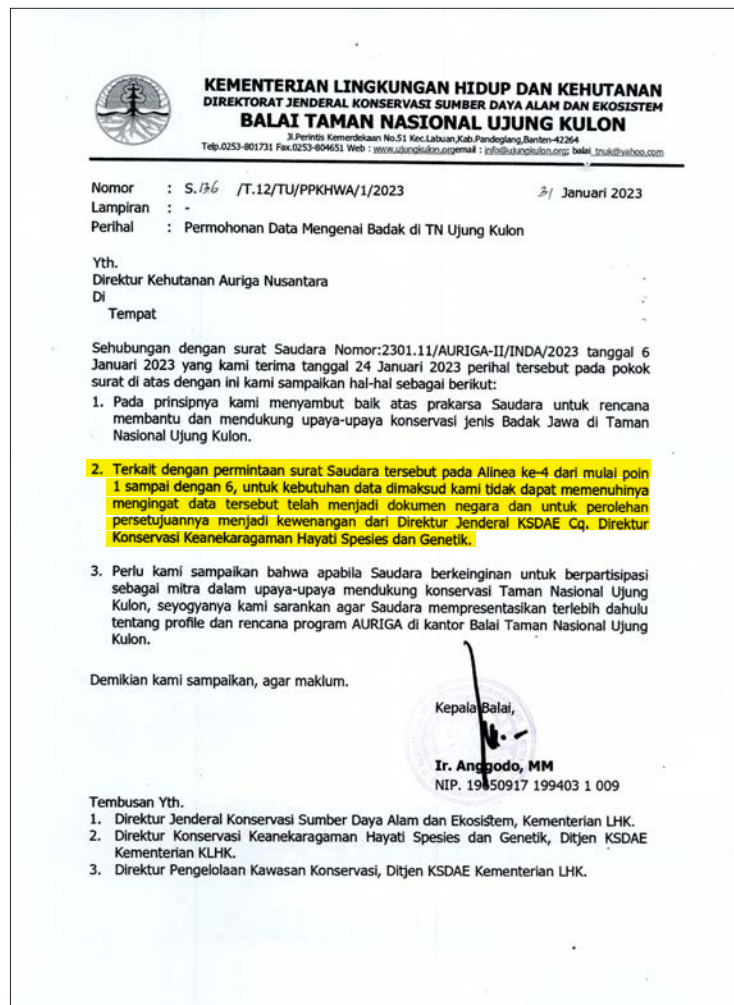 KEMENTERIAN LINGKUNGAN HIDUP DAN KEHUTANAN
DIREKTORAT JENDERAL KONSERVASI SUMBER DAYA ALAM DAN EKOSISTEM
BALAI TAMAN NASIONAL UJUNG KULON
Jl.Perintis Kemerdekaan No.51 Kec.Labuan,Kab.Pandeglang,Banten-42264
Telp.0253-801731 Fax.0253-804651 Web : www.ujungkulon.orgemail : info@ujungkulon.org; balai_tnuk@yahoo.com
Nomor : S.136 /T.12/TU/PPKHWA/1/2023 31 Januari 2023
Lampiran : -
Perihal : Permohonan Data Mengenai Badak di TN Ujung Kulon
Yth.
Direktur Kehutanan Auriga Nusantara
Di
Tempat
Sehubungan dengan surat Saudara Nomor:2301.11/AURIGA-II/INDA/2023 tanggal 6
Januari 2023 yang kami terima tanggal 24 Januari 2023 perihal tersebut pada pokok
surat di atas dengan ini kami sampaikan hal-hal sebagai berikut:
1. Pada prinsipnya kami menyambut baik atas prakarsa Saudara untuk rencana
membantu dan mendukung upaya-upaya konservasi jenis Badak Jawa di Taman
Nasional Ujung Kulon.
2. Terkait dengan permintaan surat Saudara tersebut pada Alinea ke-4 dari mulai poin
1 sampai dengan 6, untuk kebutuhan data dimaksud kami tidak dapat memenuhinya
mengingat data tersebut telah menjadi dokumen negara dan untuk perolehan
persetujuannya menjadi kewenangan dari Direktur Jenderal KSDAE Cq. Direktur
Konservasi Keanekaragaman Hayati Spesies dan Genetik.
3. Perlu kami sampaikan bahwa apabila Saudara berkeinginan untuk berpartisipasi
sebagai mitra dalam upaya-upaya mendukung konservasi Taman Nasional Ujung
Kulon, seyogyanya kami sarankan agar Saudara mempresentasikan terlebih dahulu
tentang profile dan rencana program AURIGA di kantor Balai Taman Nasional Ujung
Kulon.
Demikian kami sampaikan, agar maklum.
Kepala Balai,
Ir. Anggodo, MM
NIP. 19650917 199403 1 009
Tembusan Yth.
1. Direktur Jenderal Konservasi Sumber Daya Alam dan Ekosistem, Kementerian LHK.
2. Direktur Konservasi Keanekaragaman Hayati Spesies dan Genetik, Ditjen KSDAE
Kementerian KLHK.
3. Direktur Pengelolaan Kawasan Konservasi, Ditjen KSDAE Kementerian LHK.